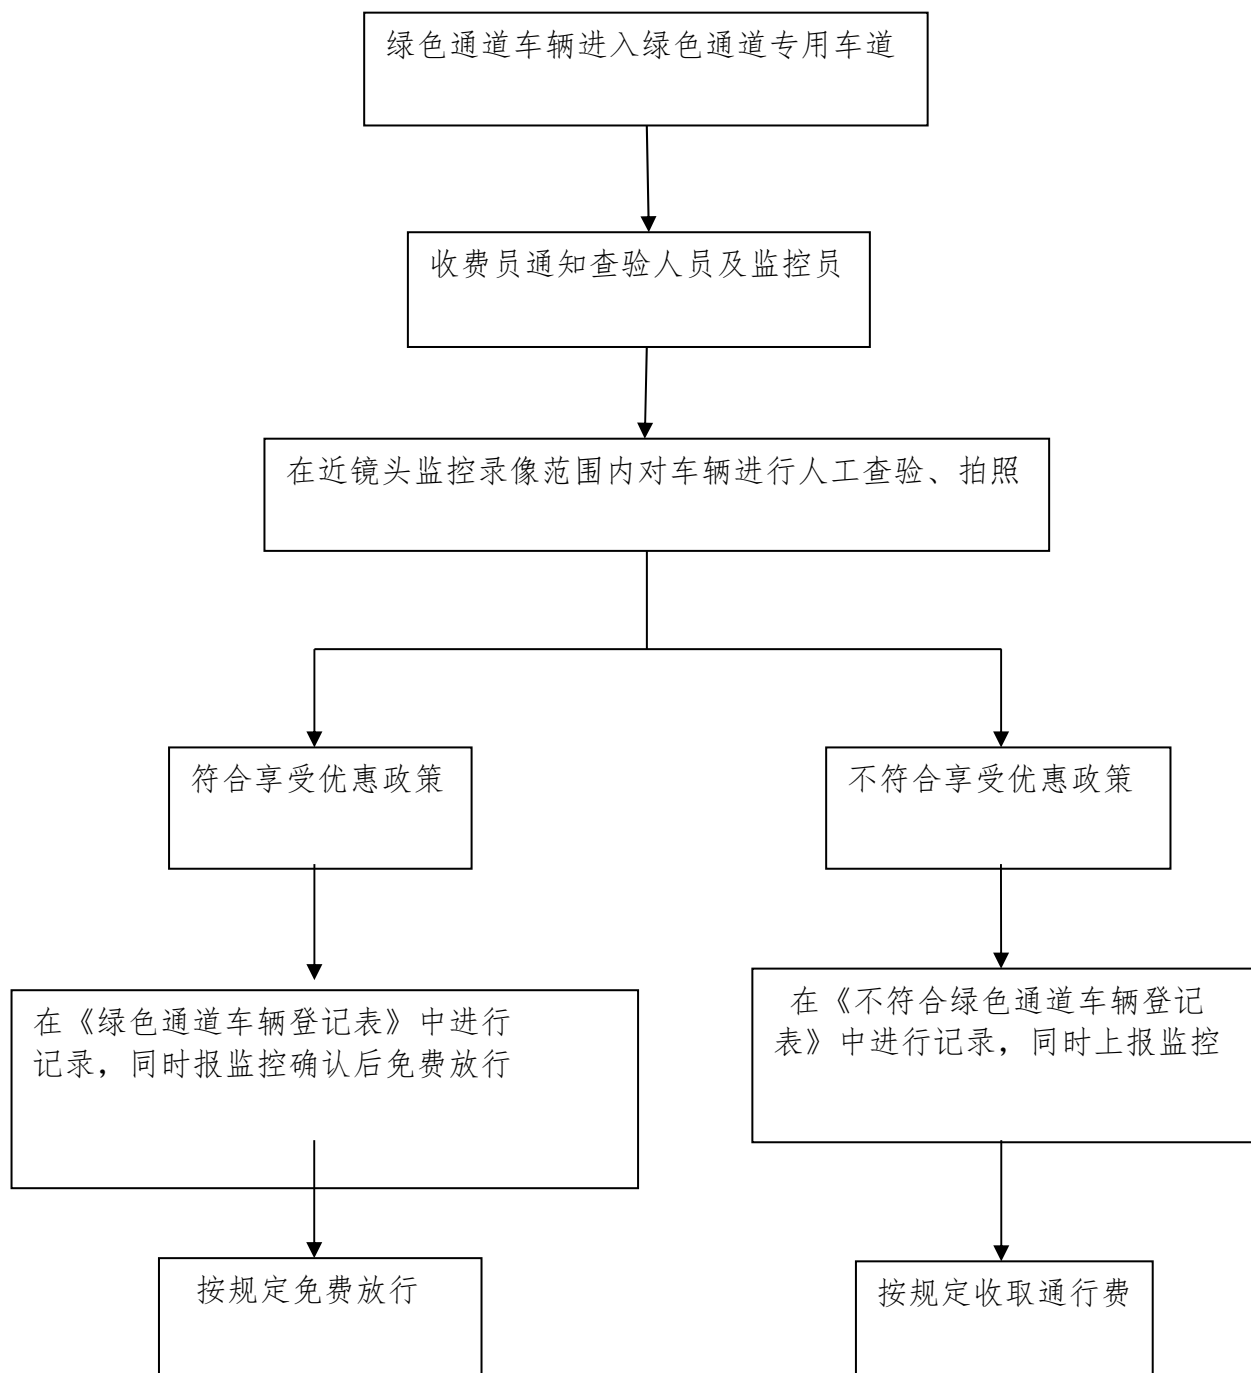 绿色通道车辆进入绿色通道专用车道
收费员通知查验人员及监控员
在近镜头监控录像范围内对车辆进行人工查验、拍照
符合享受优惠政策
不符合享受优惠政策
在《绿色通道车辆登记表》中进行
记录，同时报监控确认后免费放行
在《不符合绿色通道车辆登记
表》中进行记录，同时上报监控
按规定免费放行
按规定收取通行费